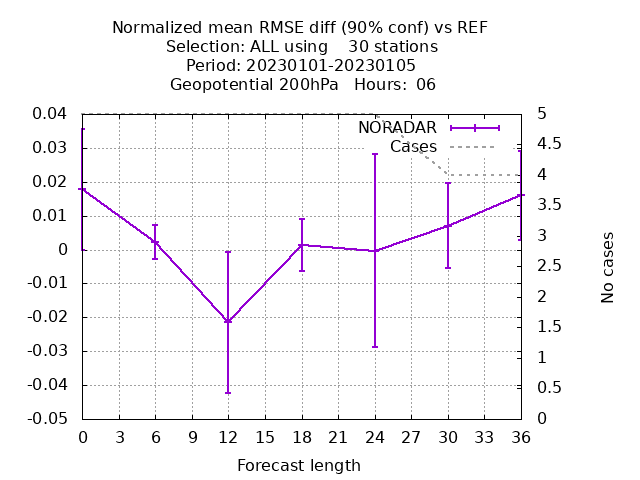 Normalized mean RMSE diff (90% conf) vs REF
Selection: ALL using    30 stations
Period: 20230101-20230105
Geopotential 200hPa   Hours:  06
NORADAR
Cases
0.04
0.03
0.02
0.01
0
-0.01
-0.02
-0.03
-0.04
-0.05
5
4.5
4
3.5
3
2.5
2
1.5
1
0.5
0
No cases
0 3 6 9 12 15 18 21 24 27 30 33 36
Forecast length